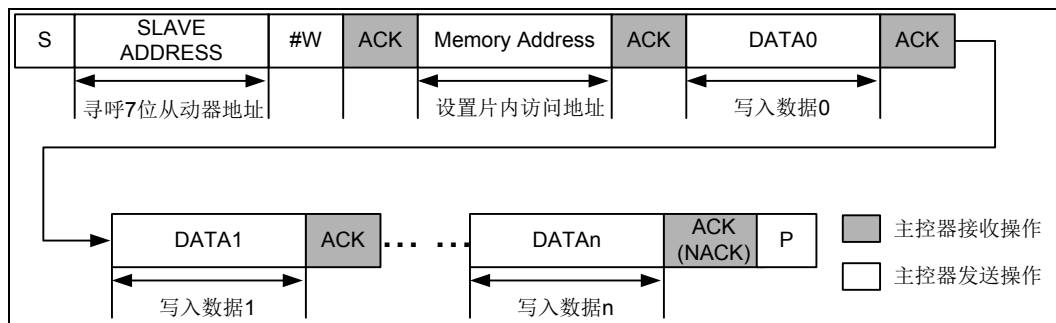 S
SLAVE
ADDRESS
#W
ACK
Memory Address
ACK
DATA0
ACK
寻呼7位从动器地址
设置片内访问地址
写入数据0
DATA1
ACK
... ...
DATAn
ACK
(NACK)
P
主控器接收操作
主控器发送操作
写入数据1
写入数据n